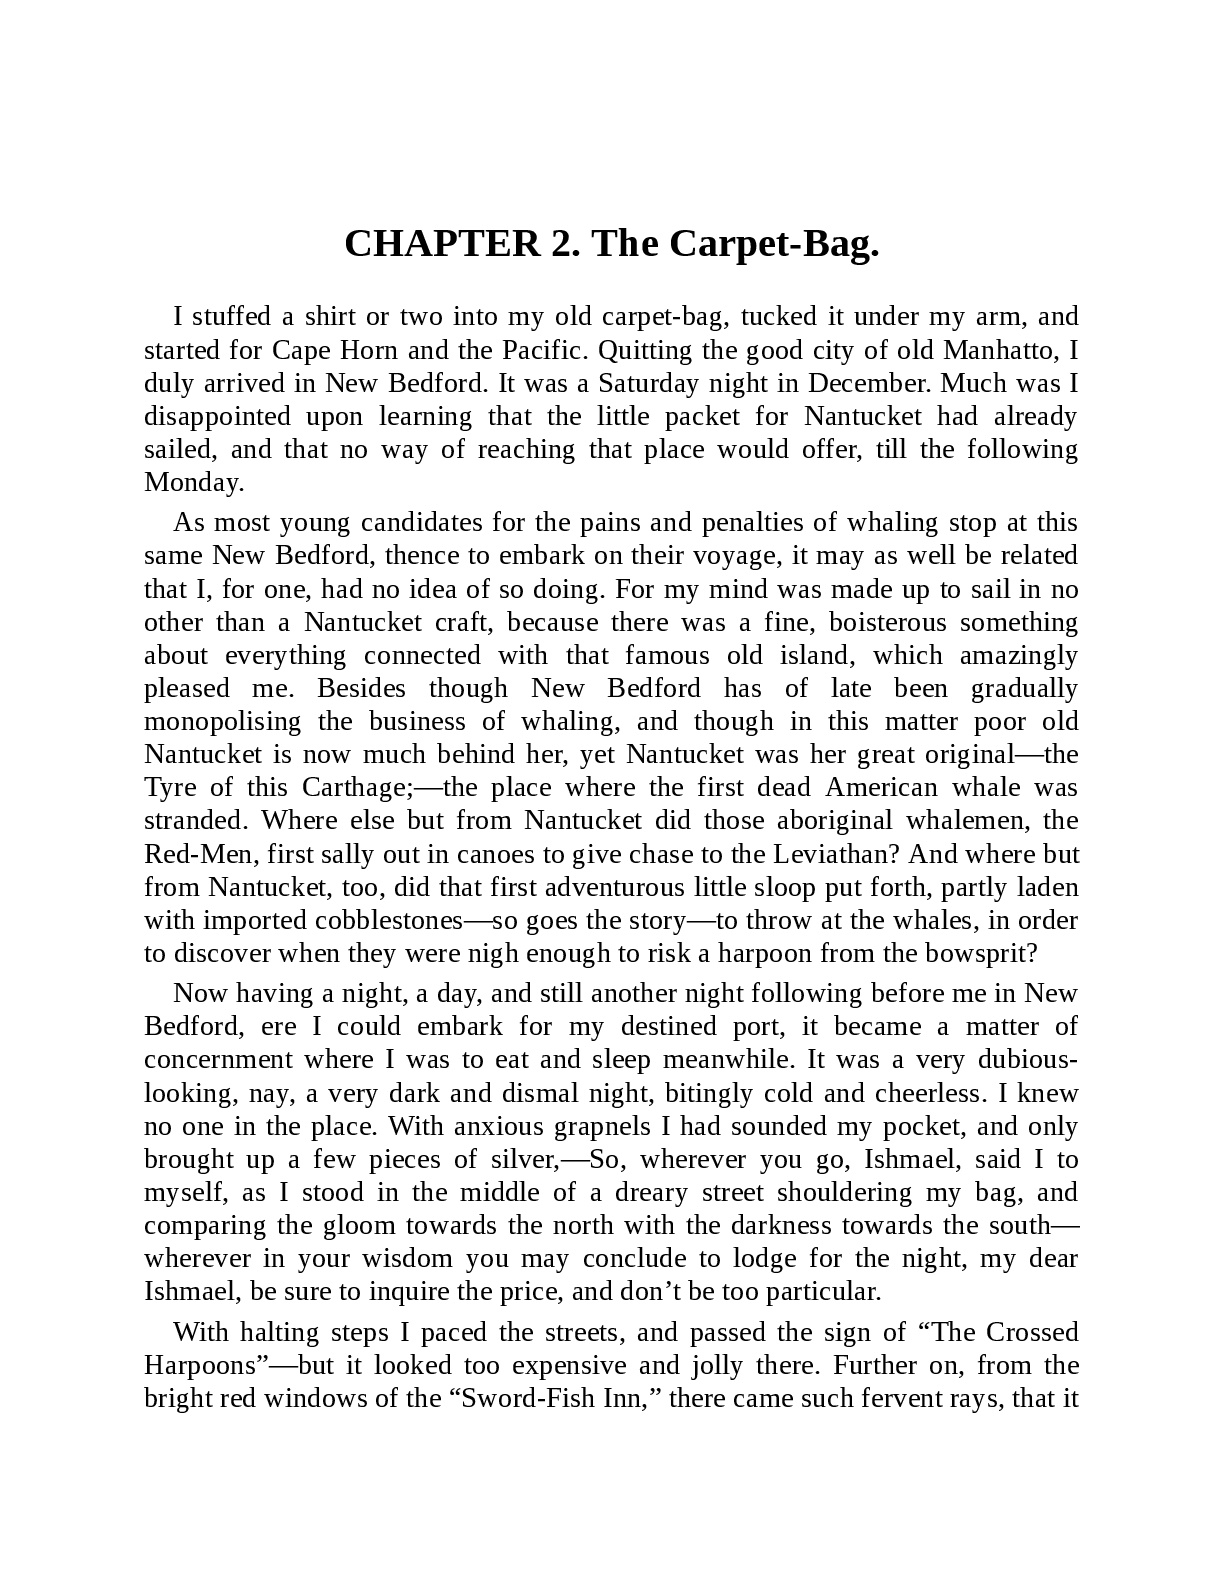 CHAPTER 2. The Carpet-Bag.
I stuffed a shirt or two into my old carpet-bag, tucked it under my arm, and
started for Cape Horn and the Pacific. Quitting the good city of old Manhatto, I
duly arrived in New Bedford. It was a Saturday night in December. Much was I
disappointed upon learning that the little packet for Nantucket had already
sailed, and that no way of reaching that place would offer, till the following
Monday.
As most young candidates for the pains and penalties of whaling stop at this
same New Bedford, thence to embark on their voyage, it may as well be related
that I, for one, had no idea of so doing. For my mind was made up to sail in no
other than a Nantucket craft, because there was a fine, boisterous something
about everything connected with that famous old island, which amazingly
pleased me. Besides though New Bedford has of late been gradually
monopolising the business of whaling, and though in this matter poor old
Nantucket is now much behind her, yet Nantucket was her great original—the
Tyre of this Carthage;—the place where the first dead American whale was
stranded. Where else but from Nantucket did those aboriginal whalemen, the
Red-Men, first sally out in canoes to give chase to the Leviathan? And where but
from Nantucket, too, did that first adventurous little sloop put forth, partly laden
with imported cobblestones—so goes the story—to throw at the whales, in order
to discover when they were nigh enough to risk a harpoon from the bowsprit?
Now having a night, a day, and still another night following before me in New
Bedford, ere I could embark for my destined port, it became a matter of
concernment where I was to eat and sleep meanwhile. It was a very dubious-
looking, nay, a very dark and dismal night, bitingly cold and cheerless. I knew
no one in the place. With anxious grapnels I had sounded my pocket, and only
brought up a few pieces of silver,—So, wherever you go, Ishmael, said I to
myself, as I stood in the middle of a dreary street shouldering my bag, and
comparing the gloom towards the north with the darkness towards the south—
wherever in your wisdom you may conclude to lodge for the night, my dear
Ishmael, be sure to inquire the price, and don’t be too particular.
With halting steps I paced the streets, and passed the sign of “The Crossed
Harpoons”—but it looked too expensive and jolly there. Further on, from the
bright red windows of the “Sword-Fish Inn,” there came such fervent rays, that it